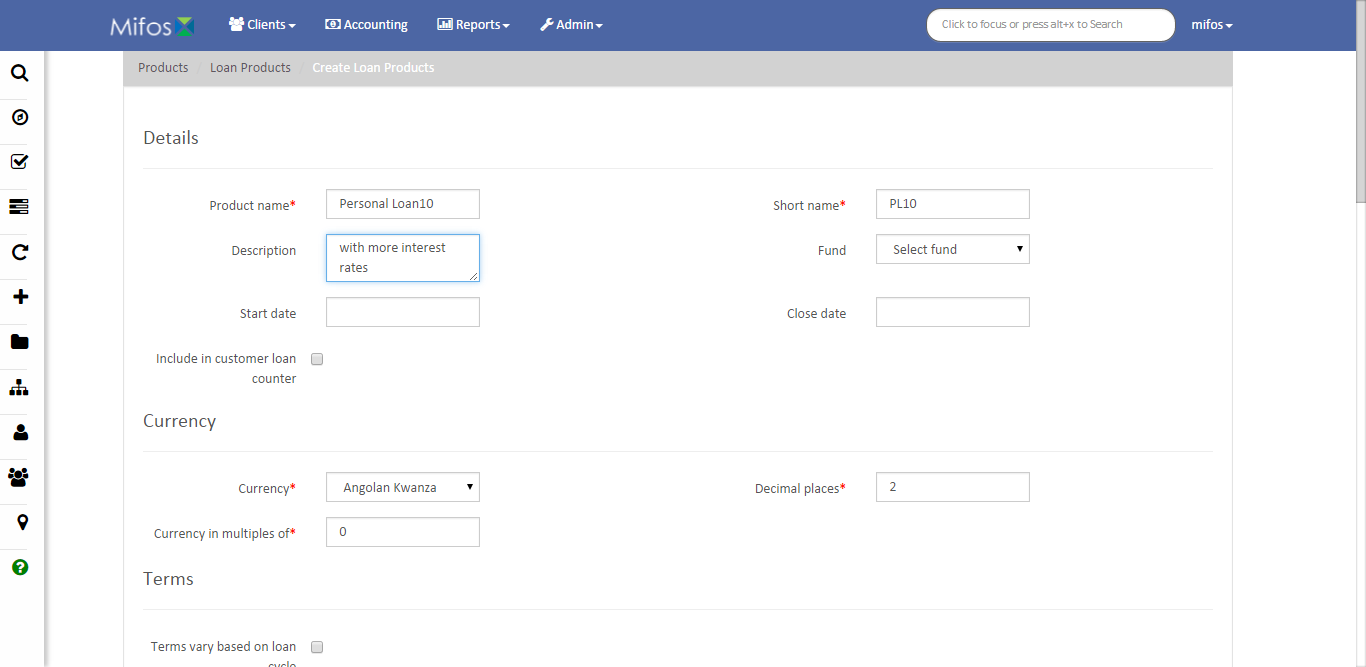 Mifos Clients Accounting Reports Admin Click to focus or press alt+x to Search mifos
Products Loan Products Create Loan Products
Details
Product name* Personal Loan10 Short name* PL10
Description with more interest
rates
Fund Select fund
Start date Close date
Include in customer loan
counter
Currency
Currency* Angolan Kwanza Decimal places* 2
Currency in multiples of* 0
Terms
Terms vary based on loan
cycle